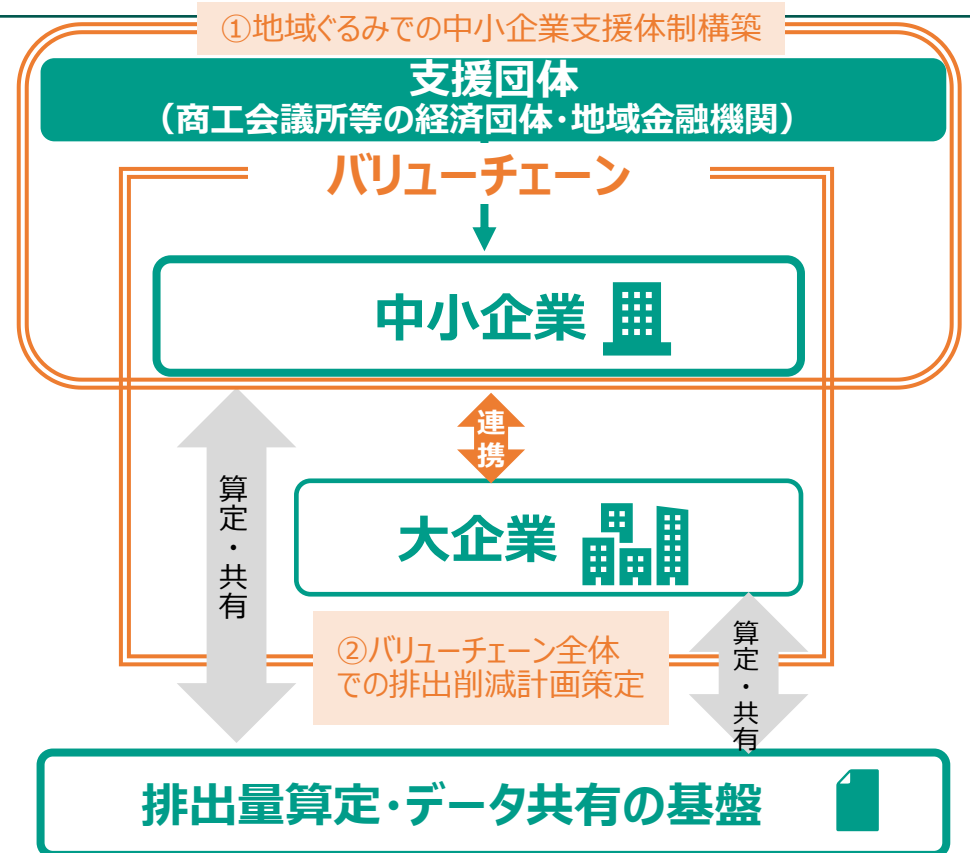 ①地域ぐるみでの中小企業支援体制構築
支援団体
（商工会議所等の経済団体・地域金融機関）
バリューチェーン
中小企業
連携
算定・共有
大企業
算定・共有
②バリューチェーン全体
での排出削減計画策定
排出量算定・データ共有の基盤